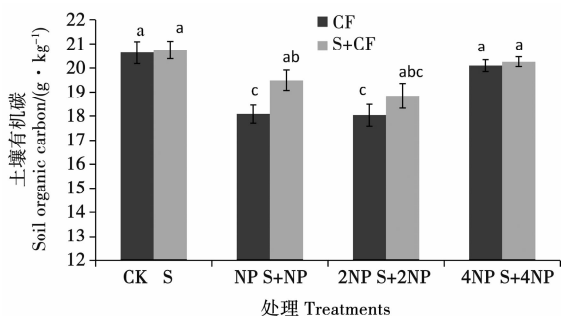 土壤有机碳
Soil organic carbon/(g·kg⁻¹)
22
21
20
19
18
17
16
15
14
13
12
CF
S+CF
a
a
c
ab
c
abc
a
a
CK S
NP S+NP
2NP S+2NP
4NP S+4NP
处理 Treatments